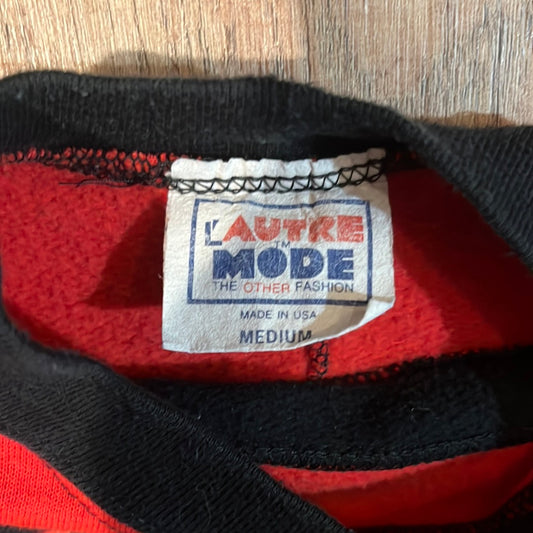 L'AUTRE
TM
MODE
THE OTHER FASHION
MADE IN USA
MEDIUM